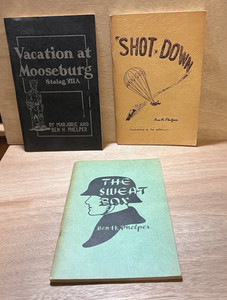 Vacation at
Mooseburg
Stalag VIIA
BY MARJORIE AND
BEN H. PHELPER
"SHOT DOWN
Ben H. Phelper
THE
SWEAT
BOX
Ben H. Phelper